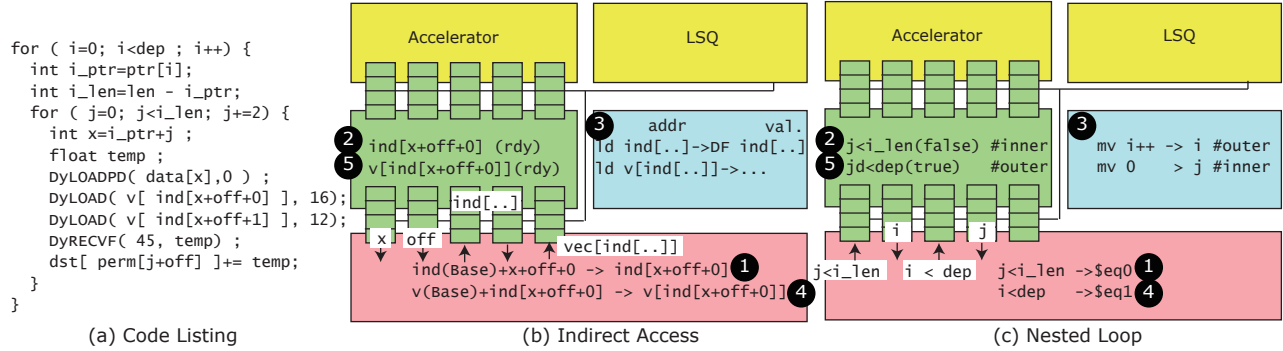 for ( i=0; i<dep ; i++) {
int i_ptr=ptr[i];
int i_len=len - i_ptr;
for ( j=0; j<i_len; j+=2) {
int x=i_ptr+j ;
float temp ;
DyLOADPD( data[x],0 ) ;
DyLOAD( v[ ind[x+off+0] ], 16);
DyLOAD( v[ ind[x+off+1] ], 12);
DyRECVF( 45, temp) ;
dst[ perm[j+off] ]+= temp;
}
}
(a) Code Listing
Accelerator
LSQ
2 ind[x+off+0] (rdy)
5 v[ind[x+off+0]](rdy)
3 addr val.
ld ind[..]->DF ind[..]
ld v[ind[..]]->...
ind[..]
x off
vec[ind[..]]
ind(Base)+x+off+0 -> ind[x+off+0] 1
v(Base)+ind[x+off+0] -> v[ind[x+off+0]] 4
(b) Indirect Access
Accelerator
LSQ
2 j<i_len(false) #inner
5 jd<dep(true) #outer
3
mv i++ -> i #outer
mv 0 > j #inner
i j
j<i_len i < dep
j<i_len ->$eq0 1
i<dep ->$eq1 4
(c) Nested Loop